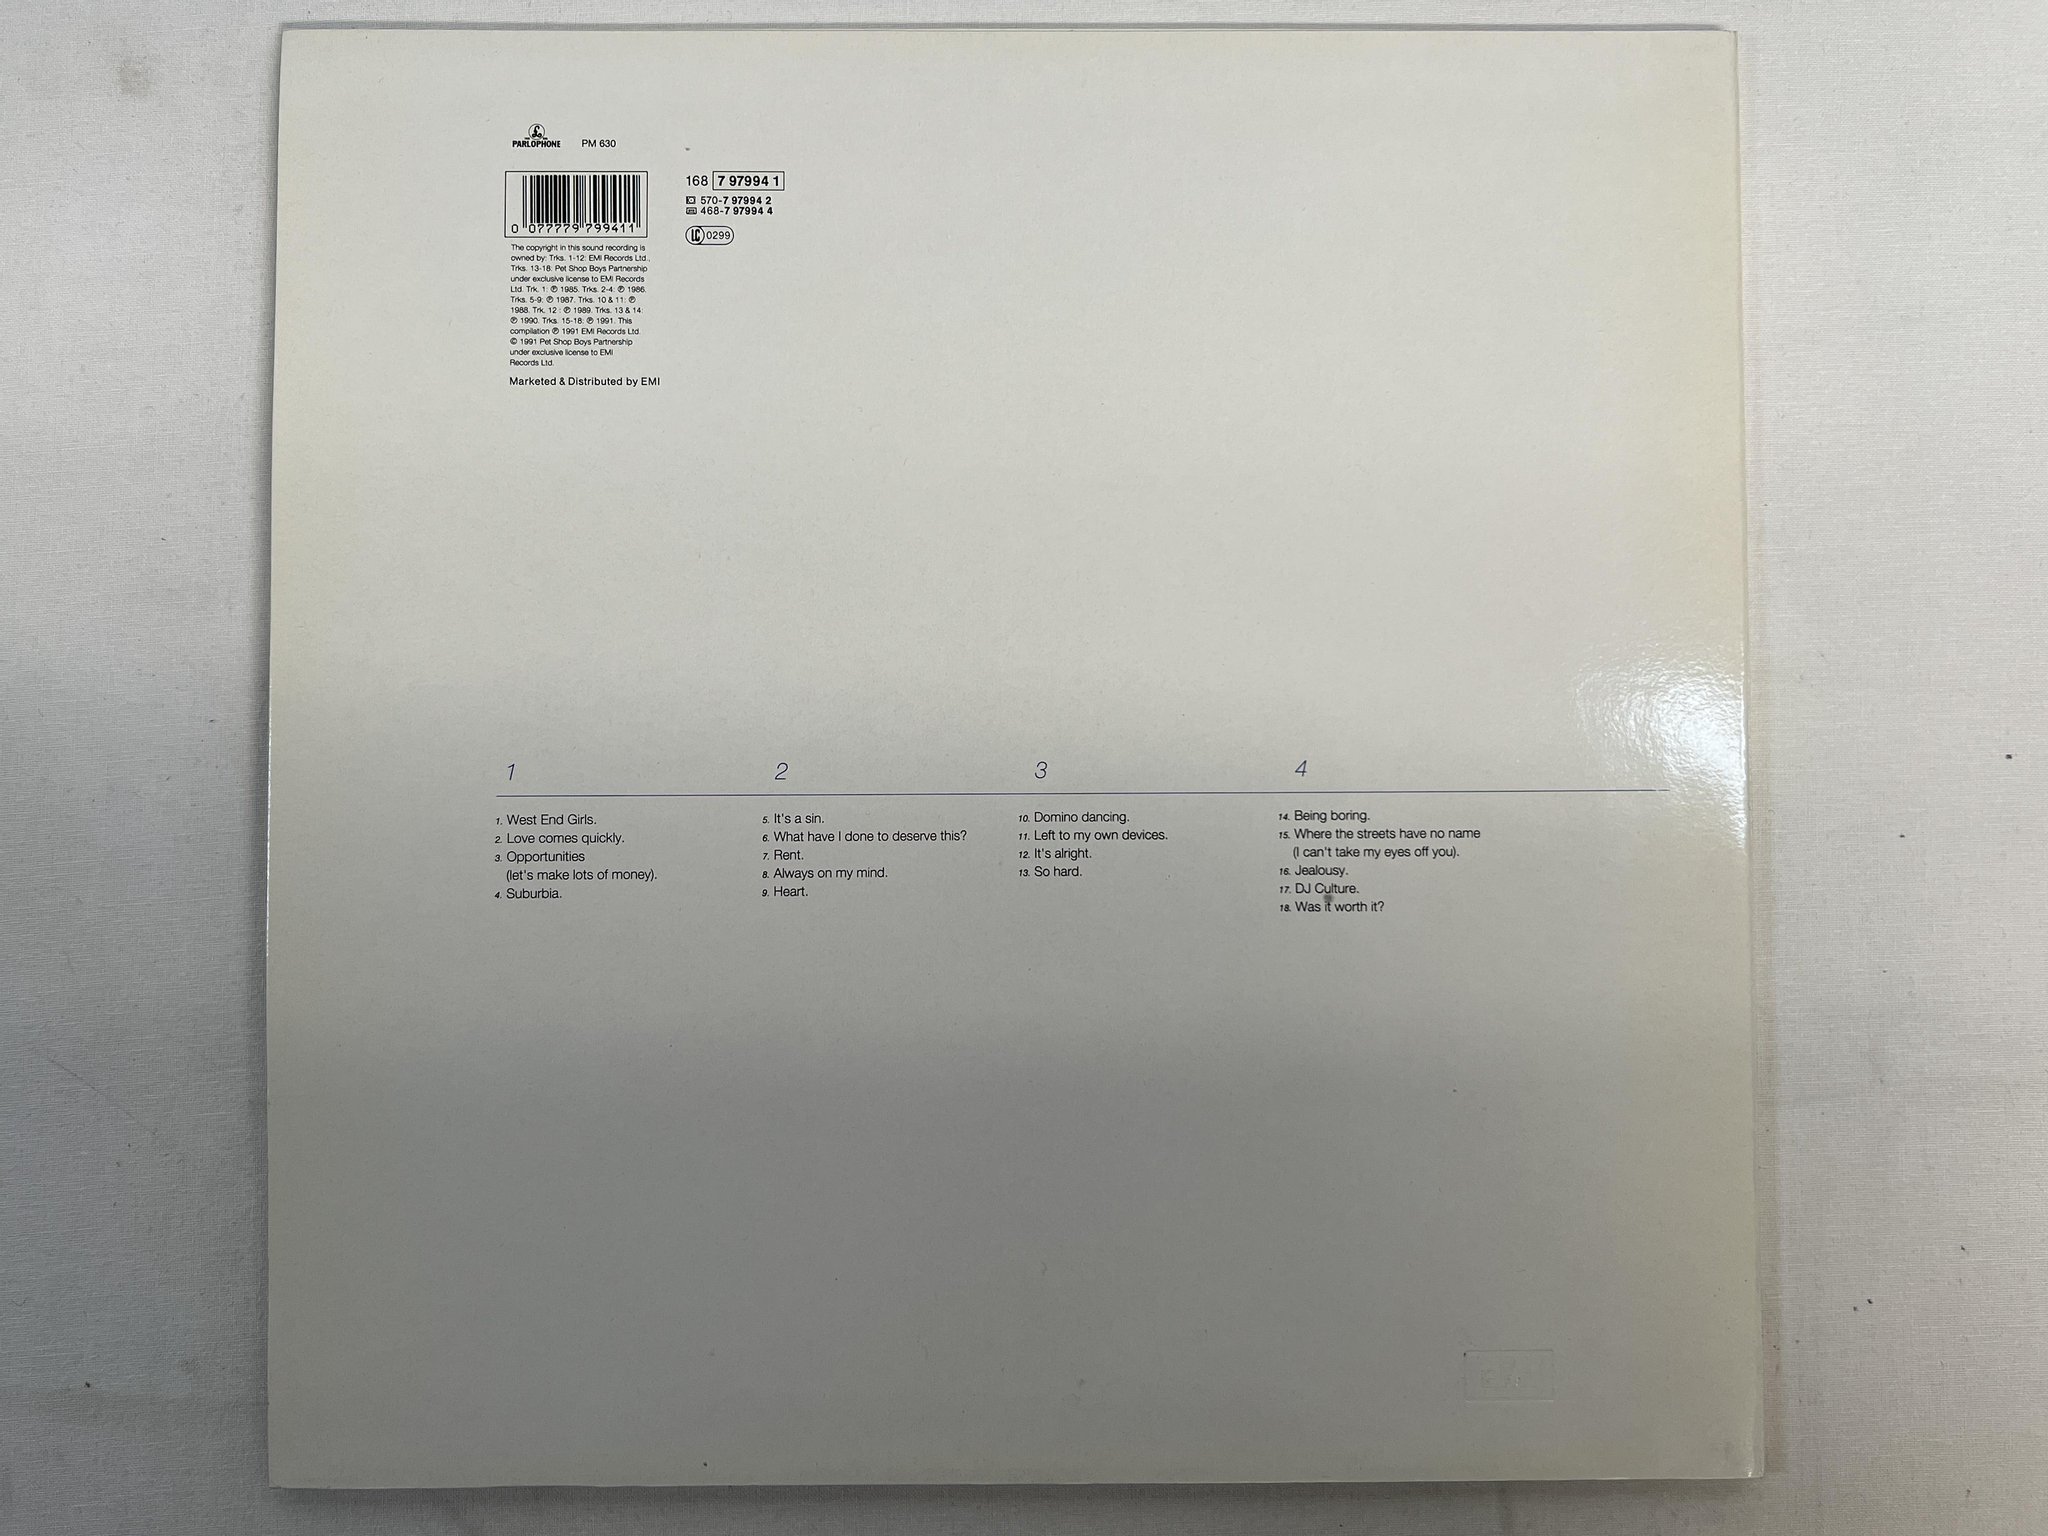 PARLOPHONE PM 630
168 7 97994 1
570-7 97994 2
468-7 97994 4
LC 0299
0 077779 799411
The copyright in this sound recording is
owned by: Trks. 1-12: EMI Records Ltd.,
Trks. 13-18: Pet Shop Boys Partnership
under exclusive license to EMI Records
Ltd. Trk. 1: ℗ 1985. Trks. 2-4: ℗ 1986.
Trks. 5-9: ℗ 1987. Trks. 10 & 11: ℗
1988. Trk. 12 : ℗ 1989. Trks. 13 & 14:
℗ 1990. Trks. 15-18: ℗ 1991. This
compilation ℗ 1991 EMI Records Ltd.
© 1991 Pet Shop Boys Partnership
under exclusive license to EMI
Records Ltd.
Marketed & Distributed by EMI
1
1. West End Girls.
2. Love comes quickly.
3. Opportunities
(let's make lots of money).
4. Suburbia.
2
5. It's a sin.
6. What have I done to deserve this?
7. Rent.
8. Always on my mind.
9. Heart.
3
10. Domino dancing.
11. Left to my own devices.
12. It's alright.
13. So hard.
4
14. Being boring.
15. Where the streets have no name
(I can't take my eyes off you).
16. Jealousy.
17. DJ Culture.
18. Was it worth it?